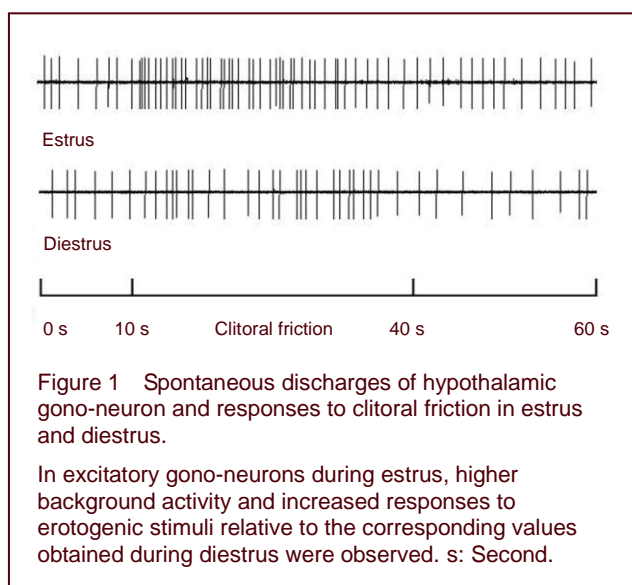 Estrus
Diestrus
0 s 10 s Clitoral friction 40 s 60 s
Figure 1 Spontaneous discharges of hypothalamic
gono-neuron and responses to clitoral friction in estrus
and diestrus.
In excitatory gono-neurons during estrus, higher
background activity and increased responses to
erotogenic stimuli relative to the corresponding values
obtained during diestrus were observed. s: Second.